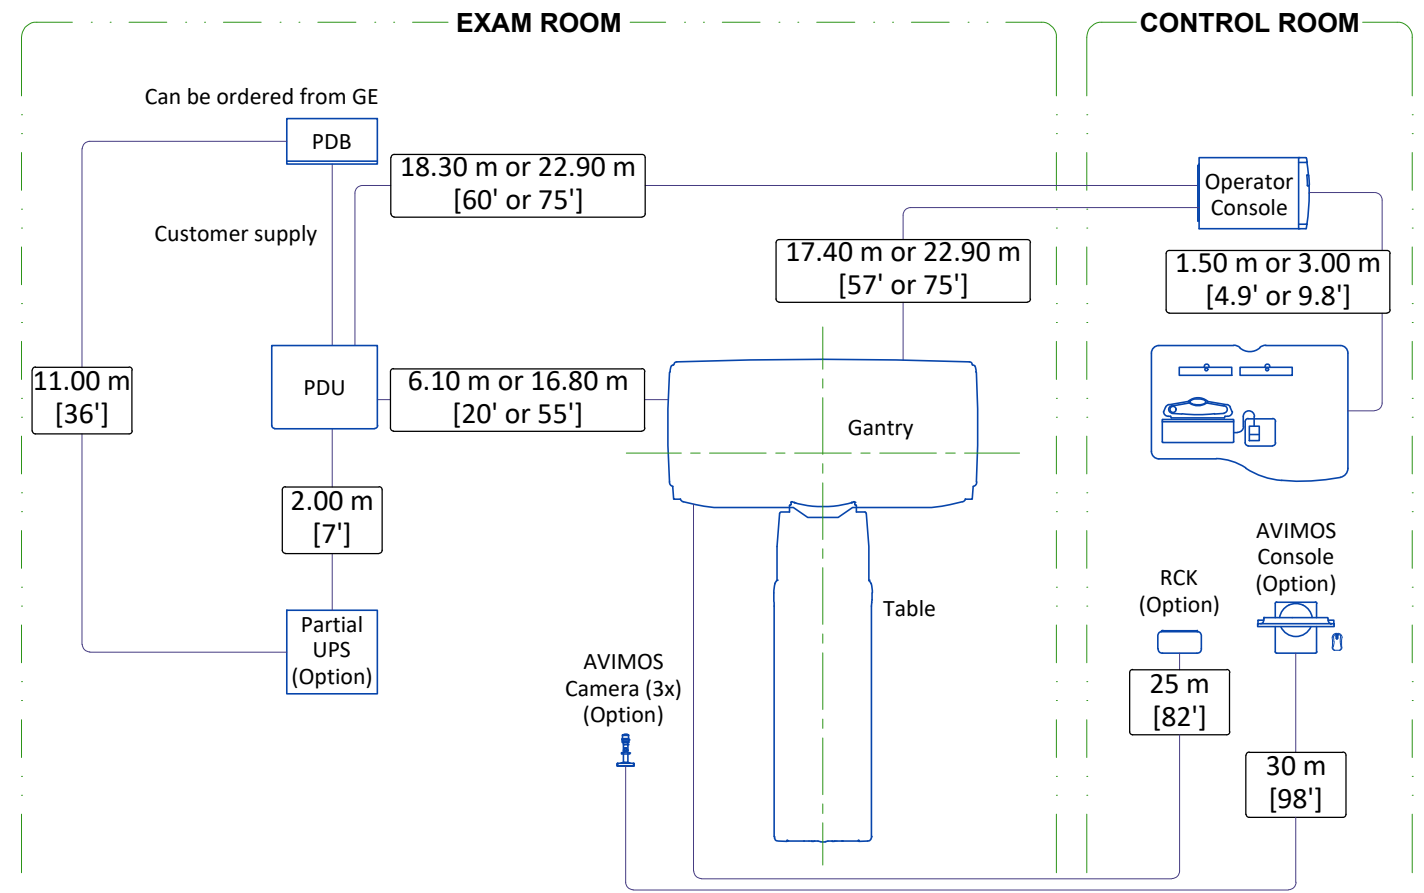 EXAM ROOM
CONTROL ROOM
Can be ordered from GE
PDB
18.30 m or 22.90 m
[60' or 75']
Operator
Console
Customer supply
17.40 m or 22.90 m
[57' or 75']
1.50 m or 3.00 m
[4.9' or 9.8']
11.00 m
[36']
PDU
6.10 m or 16.80 m
[20' or 55']
Gantry
2.00 m
[7']
AVIMOS
Console
(Option)
RCK
(Option)
Table
Partial
UPS
(Option)
AVIMOS
Camera (3x)
(Option)
25 m
[82']
30 m
[98']